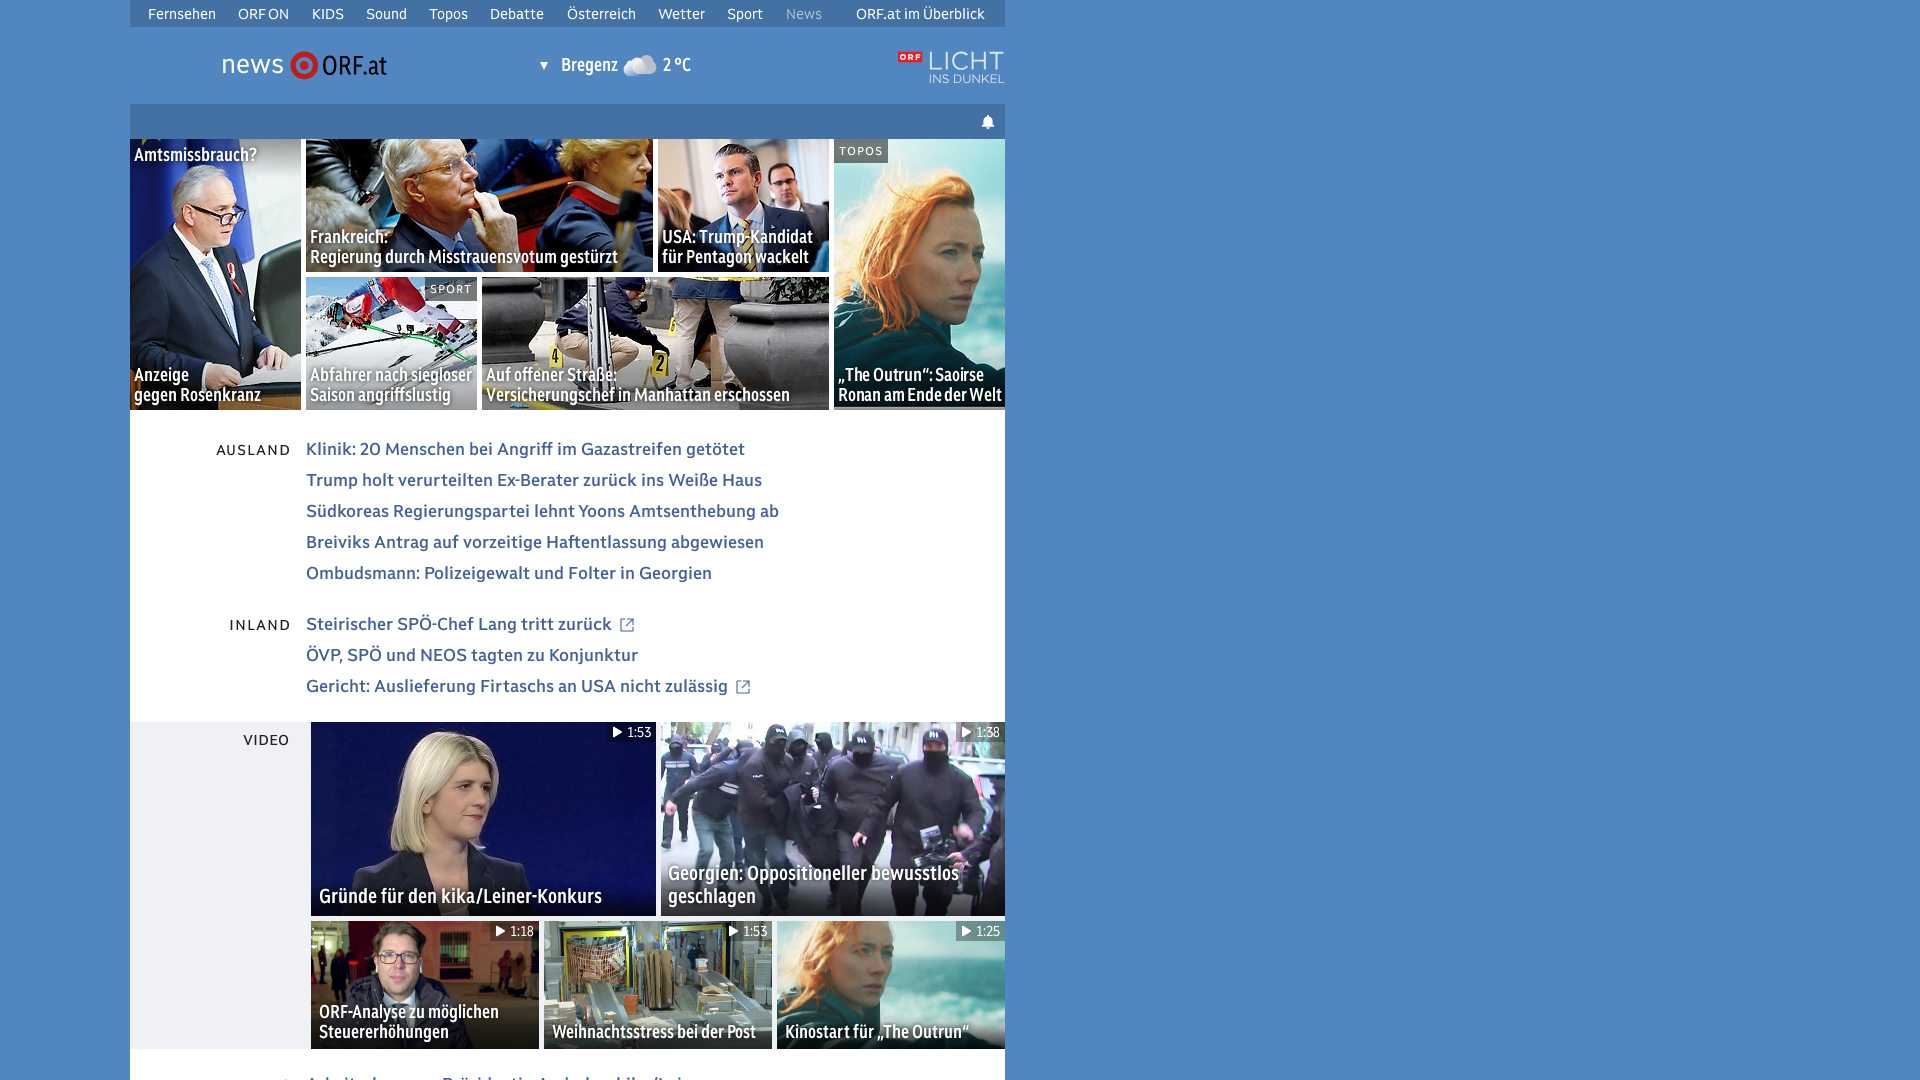 Fernsehen ORF ON KIDS Sound Topos Debatte Österreich Wetter Sport News ORF.at im Überblick
news ORF.at
▼ Bregenz 2 °C
ORF LICHT
INS DUNKEL
Amtsmissbrauch?
Anzeige
gegen Rosenkranz
Frankreich:
Regierung durch Misstrauensvotum gestürzt
USA: Trump-Kandidat
für Pentagon wackelt
TOPOS
„The Outrun“: Saoirse
Ronan am Ende der Welt
SPORT
Abfahrer nach siegloser
Saison angriffslustig
4
2
6
Auf offener Straße:
Versicherungschef in Manhattan erschossen
AUSLAND
Klinik: 20 Menschen bei Angriff im Gazastreifen getötet
Trump holt verurteilten Ex-Berater zurück ins Weiße Haus
Südkoreas Regierungspartei lehnt Yoons Amtsenthebung ab
Breiviks Antrag auf vorzeitige Haftentlassung abgewiesen
Ombudsmann: Polizeigewalt und Folter in Georgien
INLAND
Steirischer SPÖ-Chef Lang tritt zurück
ÖVP, SPÖ und NEOS tagten zu Konjunktur
Gericht: Auslieferung Firtaschs an USA nicht zulässig
VIDEO
1:53
Gründe für den kika/Leiner-Konkurs
1:38
Georgien: Oppositioneller bewusstlos
geschlagen
1:18
ORF-Analyse zu möglichen
Steuererhöhungen
1:53
Weihnachtsstress bei der Post
1:25
Kinostart für „The Outrun“